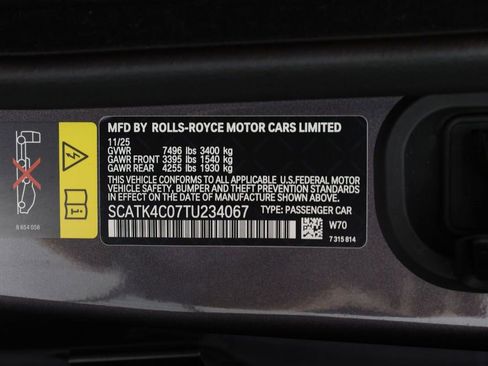 MFD BY ROLLS-ROYCE MOTOR CARS LIMITED
11/25
GVWR 7496 lbs 3400 kg
GAWR FRONT 3395 lbs 1540 kg
GAWR REAR 4255 lbs 1930 kg
THIS VEHICLE CONFORMS TO ALL APPLICABLE U.S.FEDERAL MOTOR
VEHICLE SAFETY, BUMPER AND THEFT PREVENTION
STANDARDS IN EFFECT ON THE DATE OF MANUFACTURE SHOWN ABOVE.
SCATK4C07TU234067 TYPE: PASSENGER CAR
W70
7 315 814
8 654 058